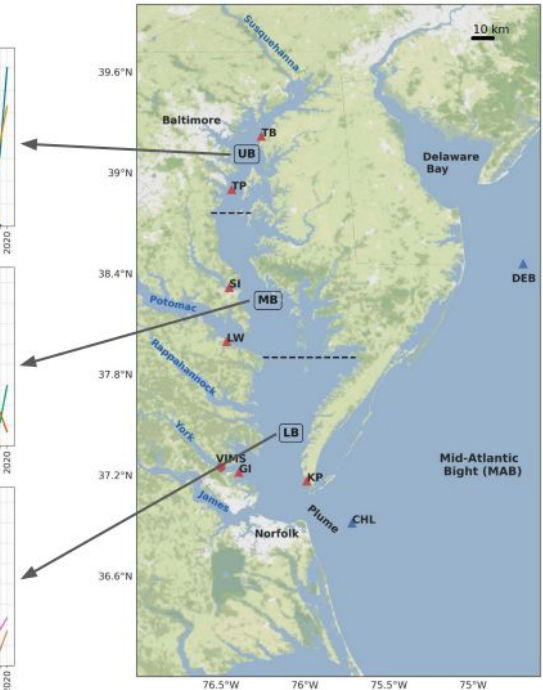 Susquehanna
10 km
39.6°N
Baltimore
TB
UB
39°N
Delaware
Bay
TP
2020
38.4°N
SI
DEB
MB
Potomac
LW
37.8°N
Rappahannock
2020
LB
York
VIMS
GI
Mid-Atlantic
Bight (MAB)
37.2°N
KP
James
Plume
CHL
Norfolk
36.6°N
2020
76.5°W
76°W
75.5°W
75°W